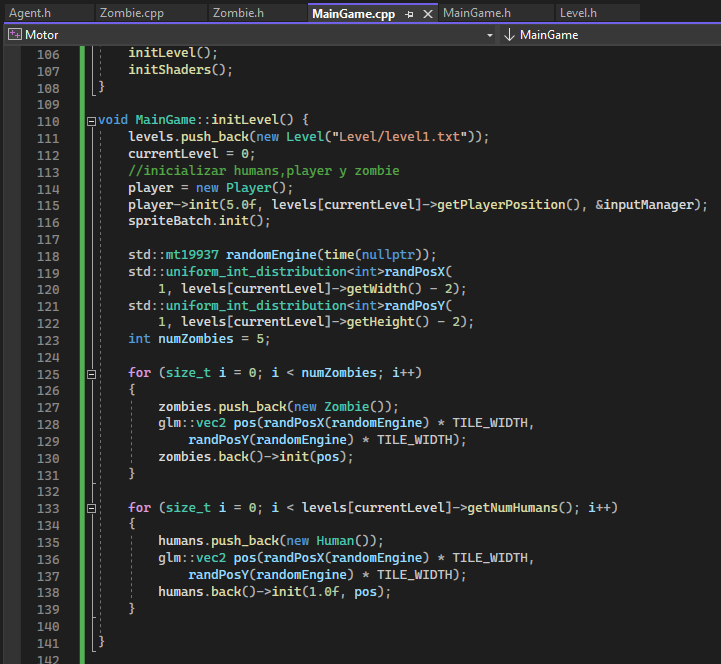 Agent.h Zombie.cpp Zombie.h MainGame.cpp MainGame.h Level.h
Motor MainGame
106 initLevel();
107 initShaders();
108 }
109
110 void MainGame::initLevel() {
111 levels.push_back(new Level("Level/level1.txt"));
112 currentLevel = 0;
113 //inicializar humans,player y zombie
114 player = new Player();
115 player->init(5.0f, levels[currentLevel]->getPlayerPosition(), &inputManager);
116 spriteBatch.init();
117
118 std::mt19937 randomEngine(time(nullptr));
119 std::uniform_int_distribution<int>randPosX(
120 1, levels[currentLevel]->getWidth() - 2);
121 std::uniform_int_distribution<int>randPosY(
122 1, levels[currentLevel]->getHeight() - 2);
123 int numZombies = 5;
124
125 for (size_t i = 0; i < numZombies; i++)
126 {
127 zombies.push_back(new Zombie());
128 glm::vec2 pos(randPosX(randomEngine) * TILE_WIDTH,
129 randPosY(randomEngine) * TILE_WIDTH);
130 zombies.back()->init(pos);
131 }
132
133 for (size_t i = 0; i < levels[currentLevel]->getNumHumans(); i++)
134 {
135 humans.push_back(new Human());
136 glm::vec2 pos(randPosX(randomEngine) * TILE_WIDTH,
137 randPosY(randomEngine) * TILE_WIDTH);
138 humans.back()->init(1.0f, pos);
139 }
140
141 }
142